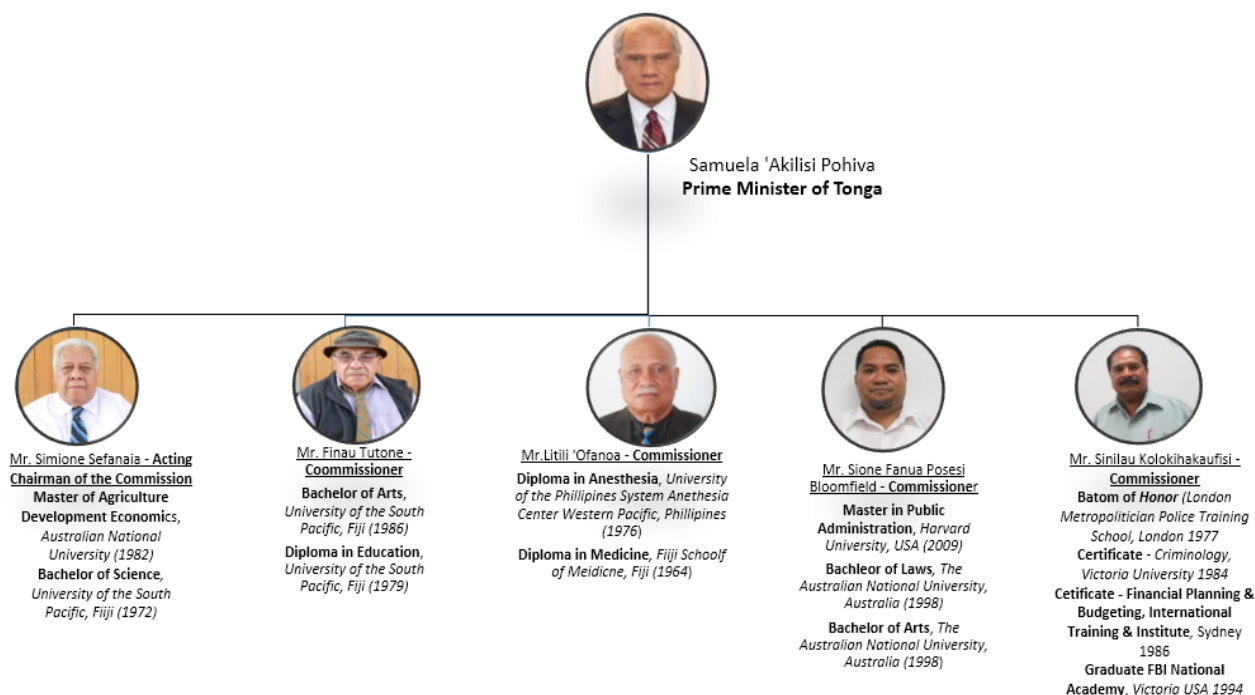 Samuela 'Akilisi Pohiva
Prime Minister of Tonga
Mr. Simione Sefanaia - Acting
Chairman of the Commission
Master of Agriculture
Development Economics,
Australian National
University (1982)
Bachelor of Science,
University of the South
Pacific, Fiiji (1972)
Mr. Finau Tutone -
Coommissioner
Bachelor of Arts,
University of the South
Pacific, Fiji (1986)
Diploma in Education,
University of the South
Pacific, Fiji (1979)
Mr.Litili 'Ofanoa - Commissioner
Diploma in Anesthesia, University
of the Phillipines System Anethesia
Center Western Pacific, Phillipines
(1976)
Diploma in Medicine, Fiiji Schoolf
of Meidicne, Fiji (1964)
Mr. Sione Fanua Posesi
Bloomfield - Commissioner
Master in Public
Administration, Harvard
University, USA (2009)
Bachleor of Laws, The
Australian National University,
Australia (1998)
Bachelor of Arts, The
Australian National University,
Australia (1998)
Mr. Sinilau Kolokihakaufisi -
Commissioner
Batom of Honor (London
Metropolitician Police Training
School, London 1977
Certificate - Criminology,
Victoria University 1984
Cetificate - Financial Planning &
Budgeting, International
Training & Institute, Sydney
1986
Graduate FBI National
Academy, Victoria USA 1994